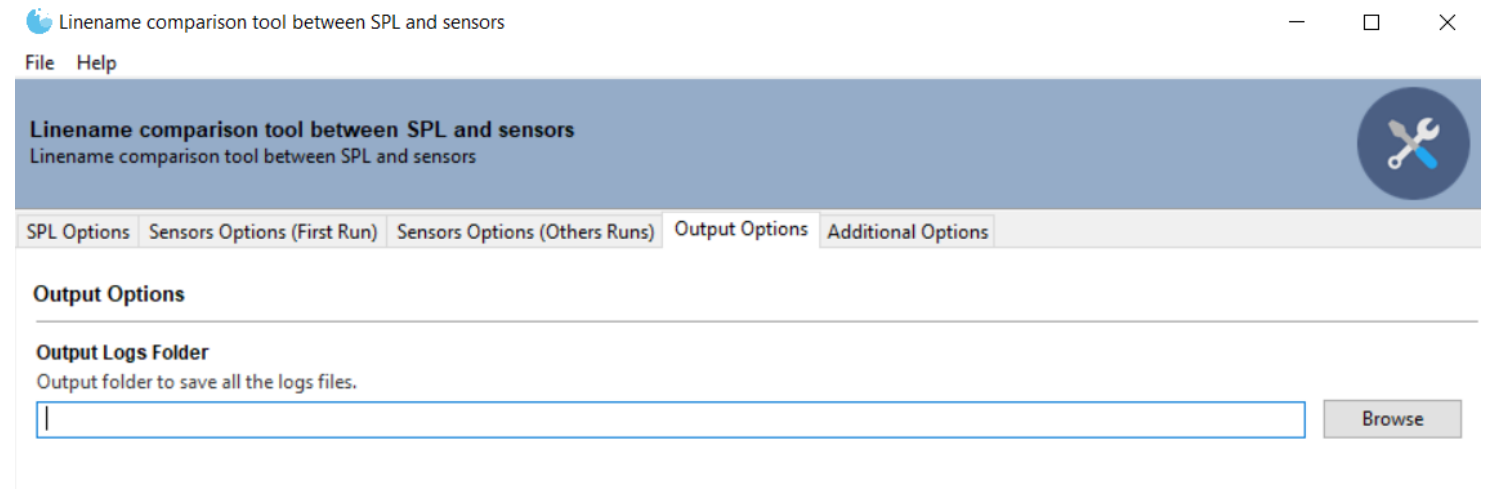 Linename comparison tool between SPL and sensors
File Help
Linename comparison tool between SPL and sensors
Linename comparison tool between SPL and sensors
SPL Options Sensors Options (First Run) Sensors Options (Others Runs) Output Options Additional Options
Output Options
Output Logs Folder
Output folder to save all the logs files.
Browse